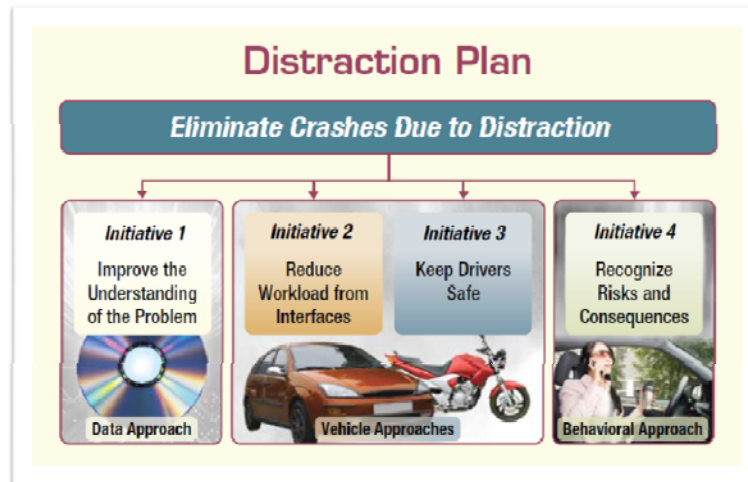 Distraction Plan
Eliminate Crashes Due to Distraction
Initiative 1
Improve the
Understanding
of the Problem
Data Approach
Initiative 2
Reduce
Workload from
Interfaces
Initiative 3
Keep Drivers
Safe
Vehicle Approaches
Initiative 4
Recognize
Risks and
Consequences
Behavioral Approach